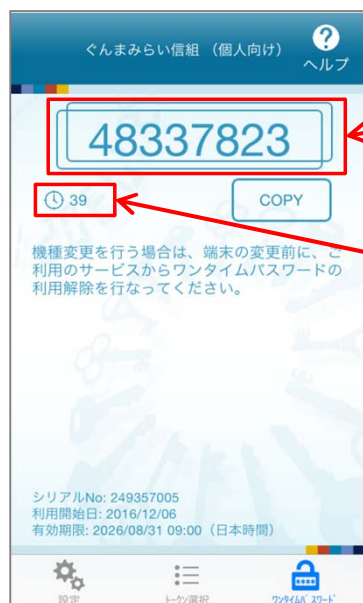 ぐんまみらい信組 （個人向け）
?
ヘルプ
48337823
39
COPY
機種変更を行う場合は、端末の変更前に、ご
利用のサービスからワンタイムパスワードの
利用解除を行なってください。
シリアルNo: 249357005
利用開始日: 2016/12/06
有効期限: 2026/08/31 09:00（日本時間）
設定
トークン選択
ワンタイムパスワード